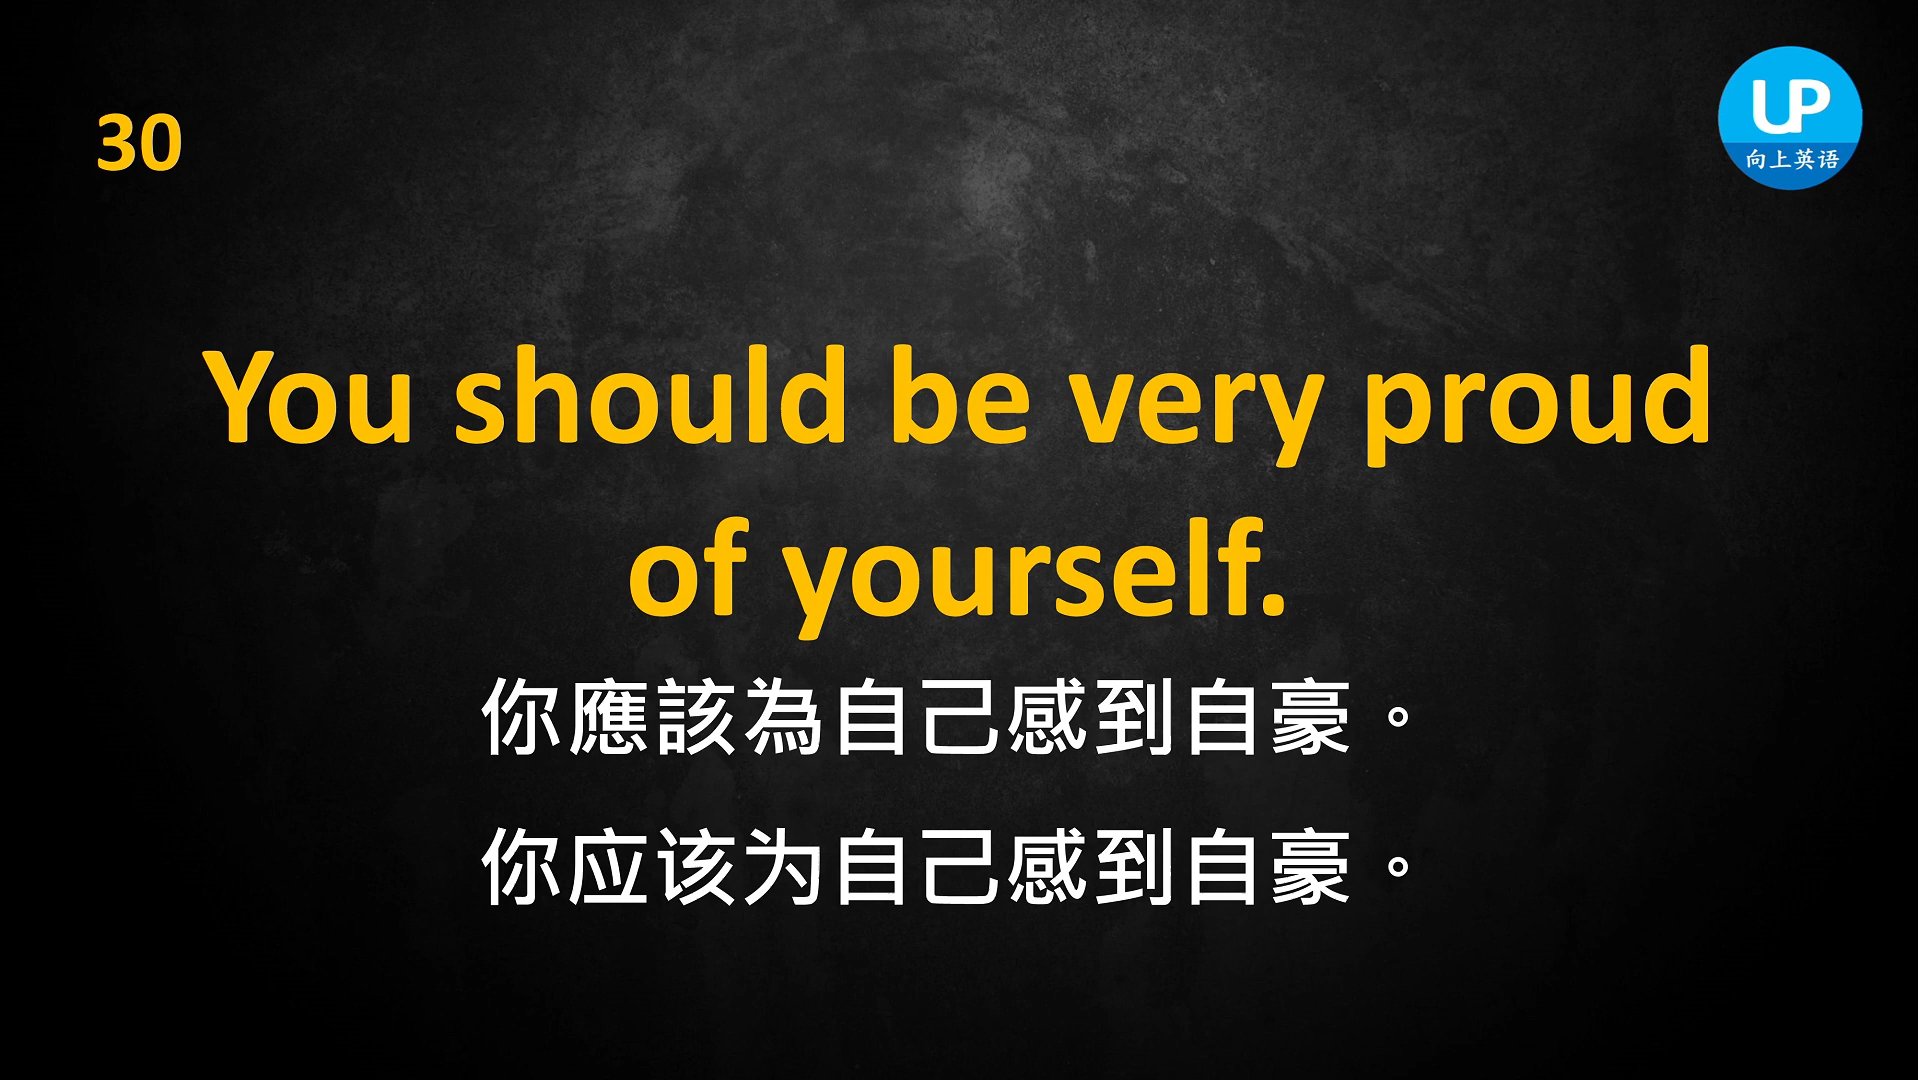 30
UP
向上英语
You should be very proud
of yourself.
你應該為自己感到自豪。
你应该为自己感到自豪。